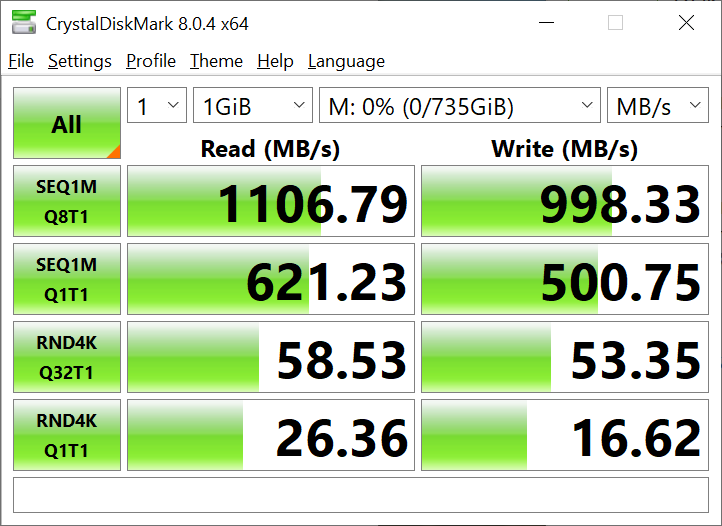 CrystalDiskMark 8.0.4 x64
File Settings Profile Theme Help Language
All 1 1GiB M: 0% (0/735GiB) MB/s
Read (MB/s) Write (MB/s)
SEQ1M
Q8T1 1106.79 998.33
SEQ1M
Q1T1 621.23 500.75
RND4K
Q32T1 58.53 53.35
RND4K
Q1T1 26.36 16.62